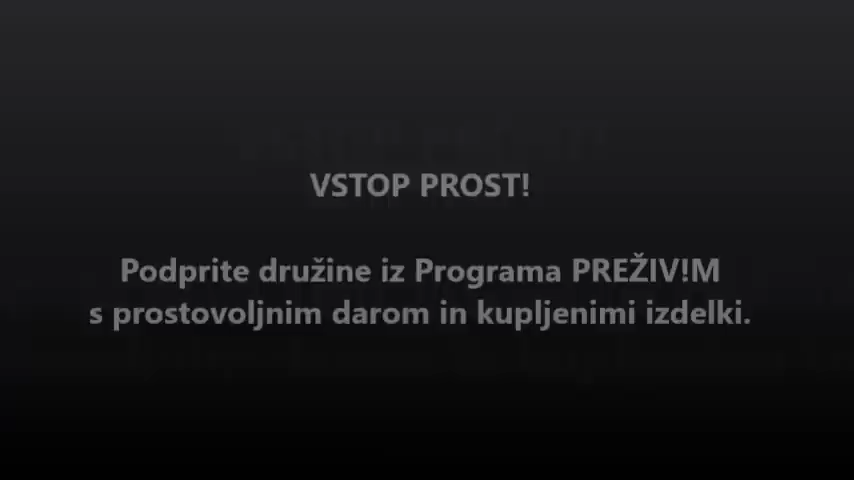 VSTOP PROST!
Podprite družine iz Programa PREŽIV!M
s prostovoljnim darom in kupljenimi izdelki.